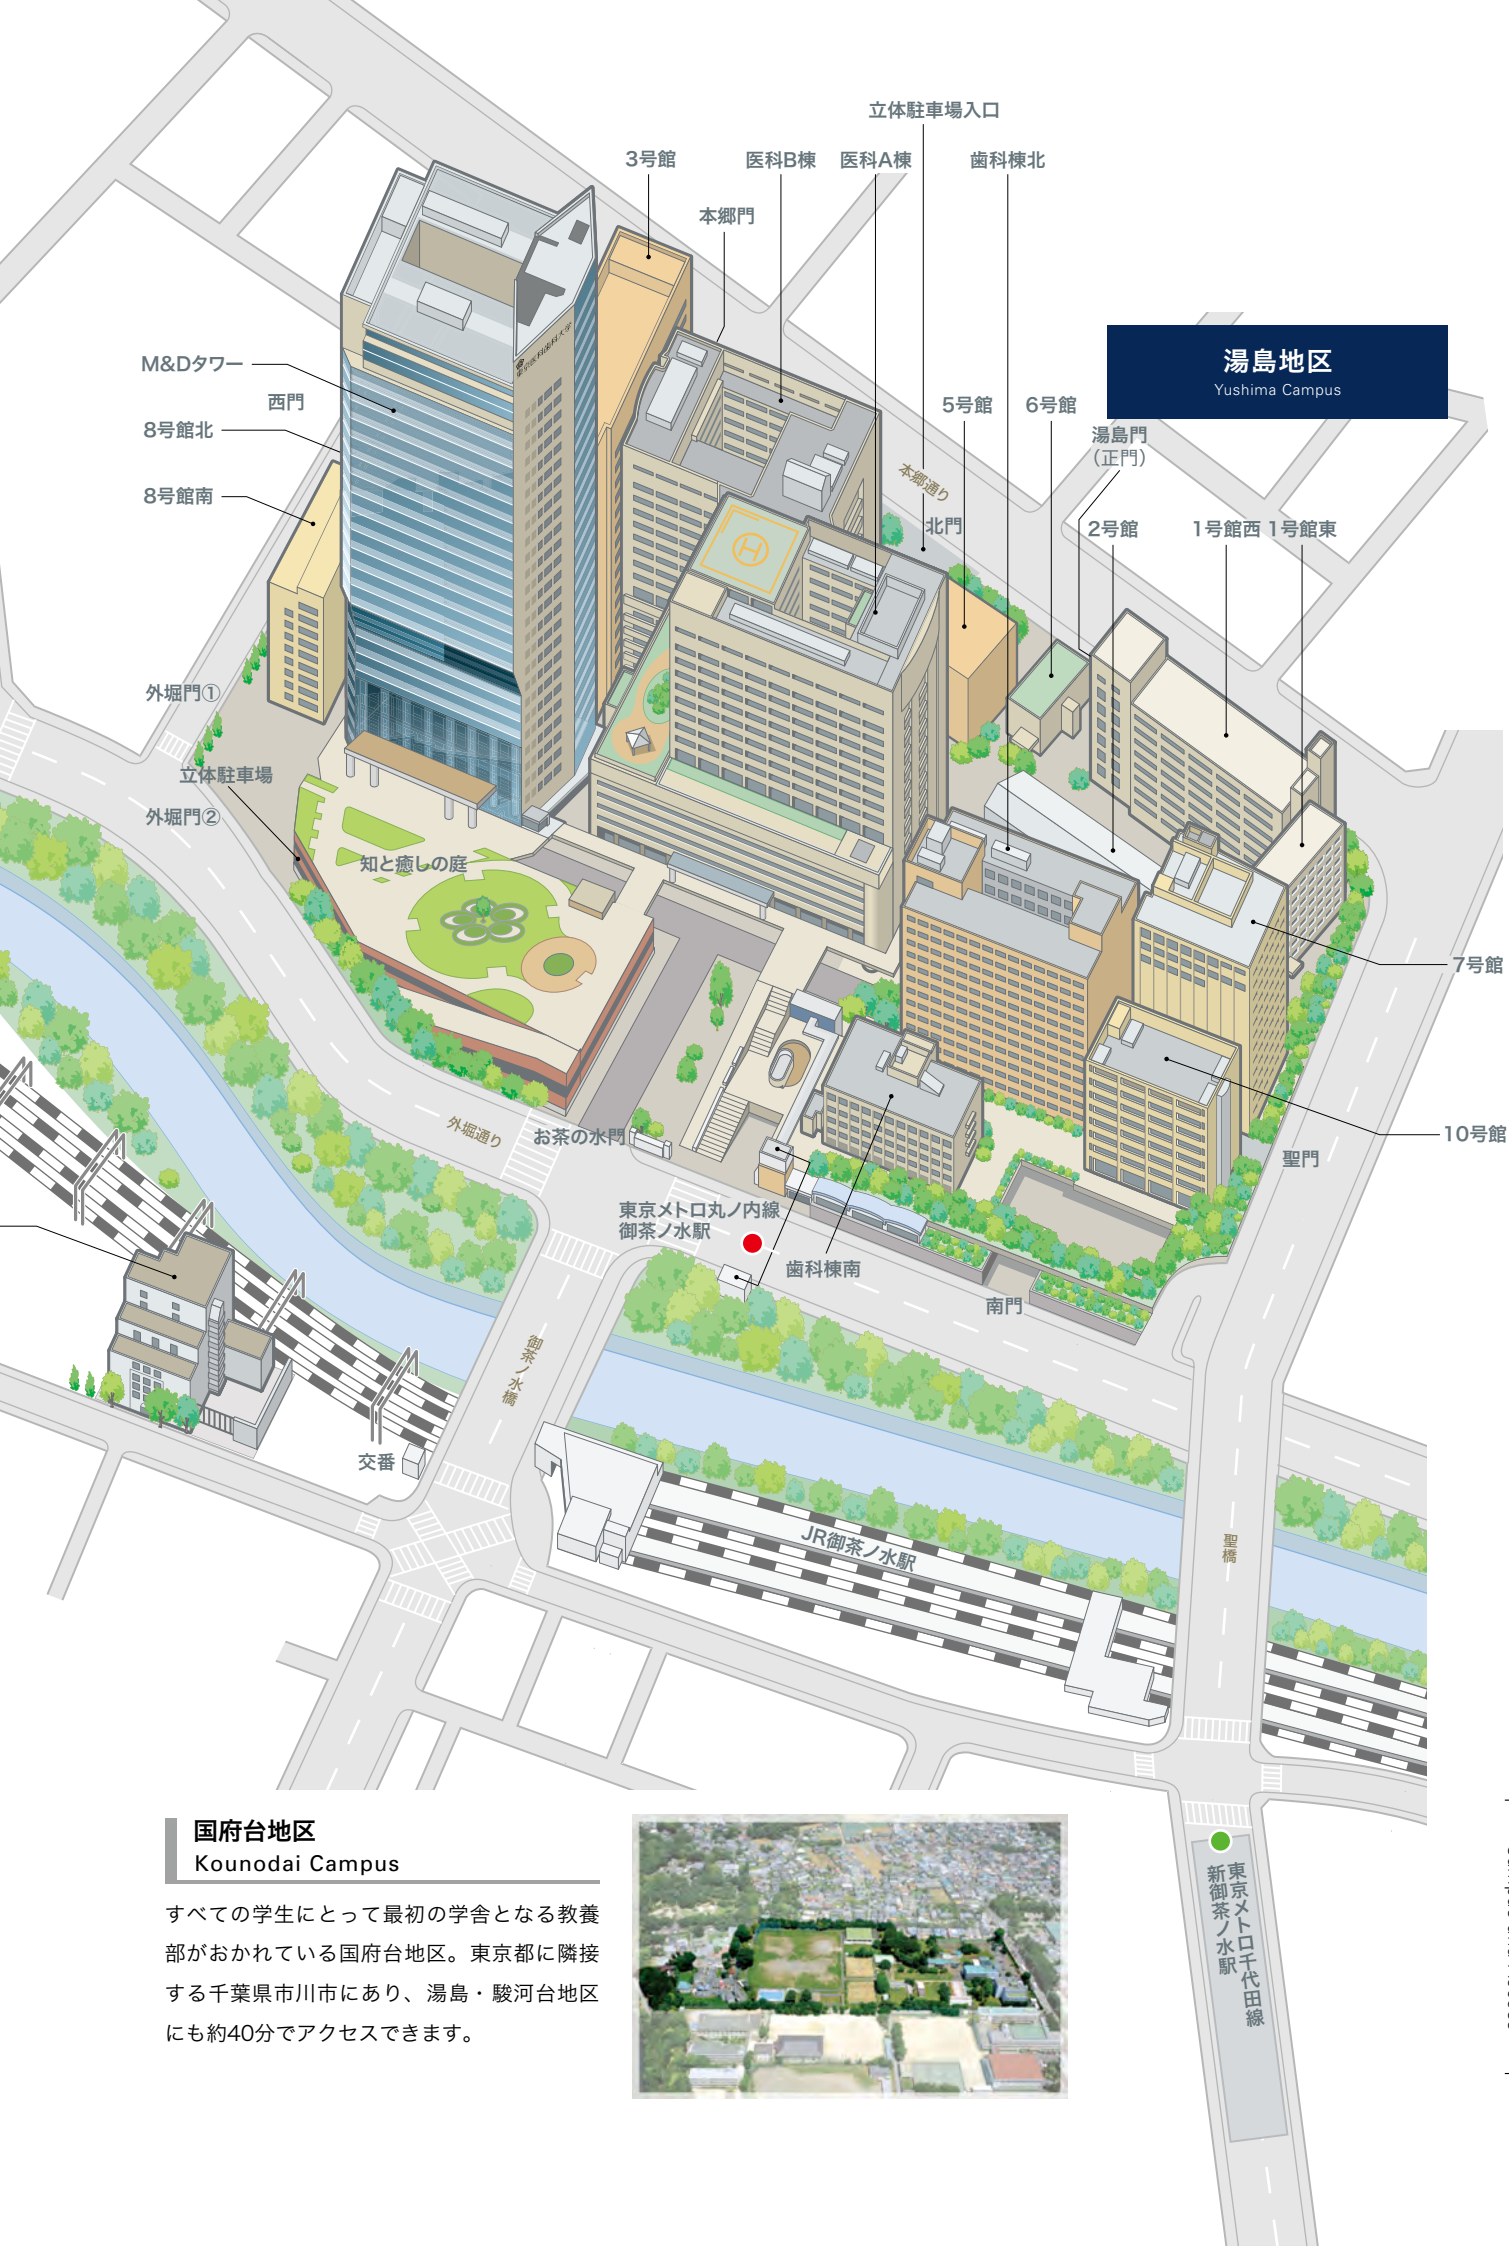 立体駐車場入口
3号館
医科B棟
医科A棟
歯科棟北
本郷門
東京医科歯科大学
湯島地区
Yushima Campus
M&Dタワー
西門
8号館北
8号館南
5号館
6号館
湯島門
（正門）
本郷通り
北門
2号館
1号館西
1号館東
H
外堀門①
立体駐車場
外堀門②
知と癒しの庭
7号館
外堀通り
お茶の水門
10号館
聖門
東京メトロ丸ノ内線
御茶ノ水駅
歯科棟南
南門
御茶ノ水橋
交番
JR御茶ノ水駅
聖橋
国府台地区
Kounodai Campus
すべての学生にとって最初の学舎となる教養
部がおかれている国府台地区。東京都に隣接
する千葉県市川市にあり、湯島・駿河台地区
にも約40分でアクセスできます。
東京メトロ千代田線
新御茶ノ水駅